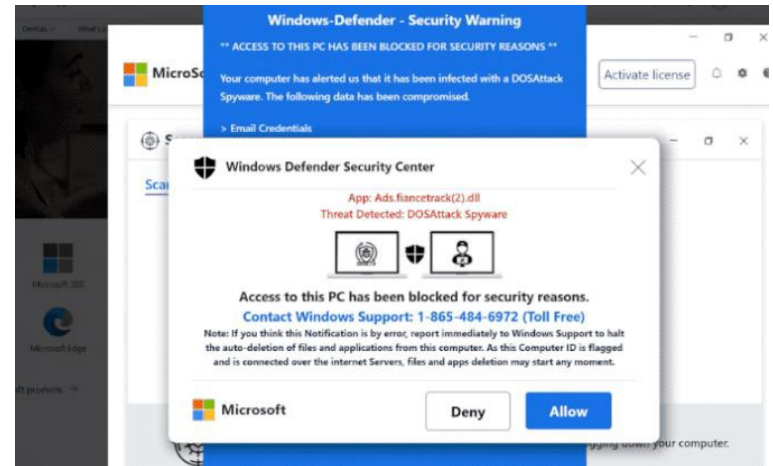 Windows-Defender - Security Warning
** ACCESS TO THIS PC HAS BEEN BLOCKED FOR SECURITY REASONS **
Your computer has alerted us that it has been infected with a DOSAttack
Spyware. The following data has been compromised.
> Email Credentials
Activate license
Windows Defender Security Center
App: Ads.fiancetrack(2).dll
Threat Detected: DOSAttack Spyware
Access to this PC has been blocked for security reasons.
Contact Windows Support: 1-865-484-6972 (Toll Free)
Note: If you think this Notification is by error, report immediately to Windows Support to halt
the auto-deletion of files and applications from this computer. As this Computer ID is flagged
and is connected over the internet Servers, files and apps deletion may start any moment.
Microsoft
Deny
Allow
Microsoft 365
Microsoft Edge
down your computer.